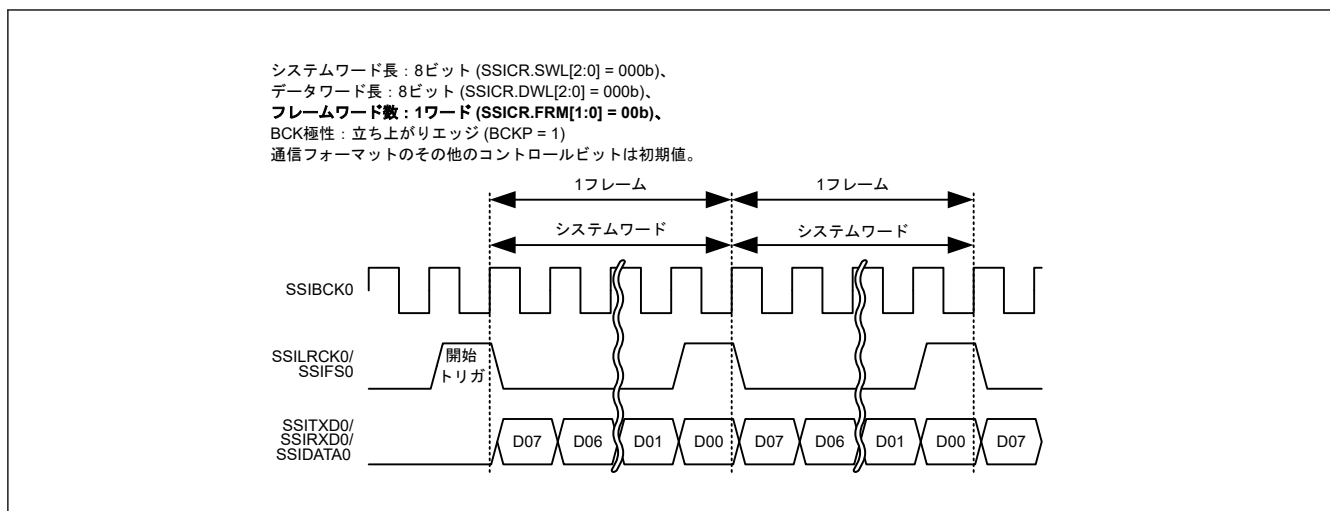 システムワード長：8ビット (SSICR.SWL[2:0] = 000b)、
データワード長：8ビット (SSICR.DWL[2:0] = 000b)、
フレームワード数：1ワード (SSICR.FRM[1:0] = 00b)、
BCK極性：立ち上がりエッジ (BCKP = 1)
通信フォーマットのその他のコントロールビットは初期値。
1フレーム 1フレーム
システムワード システムワード
SSIBCK0
SSILRCK0/
SSIFS0
開始
トリガ
SSITXD0/
SSIRXD0/
SSIDATA0
D07 D06 D01 D00 D07 D06 D01 D00 D07